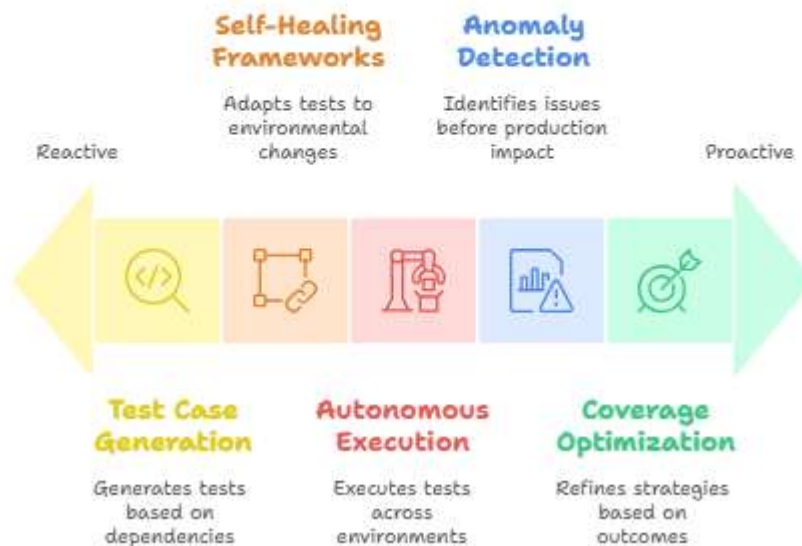 Self-Healing
Frameworks
Adapts tests to
environmental
changes
Anomaly
Detection
Identifies issues
before production
impact
Reactive
Proactive
</>
Test Case
Generation
Generates tests
based on
dependencies
Autonomous
Execution
Executes tests
across
environments
Coverage
Optimization
Refines strategies
based on
outcomes